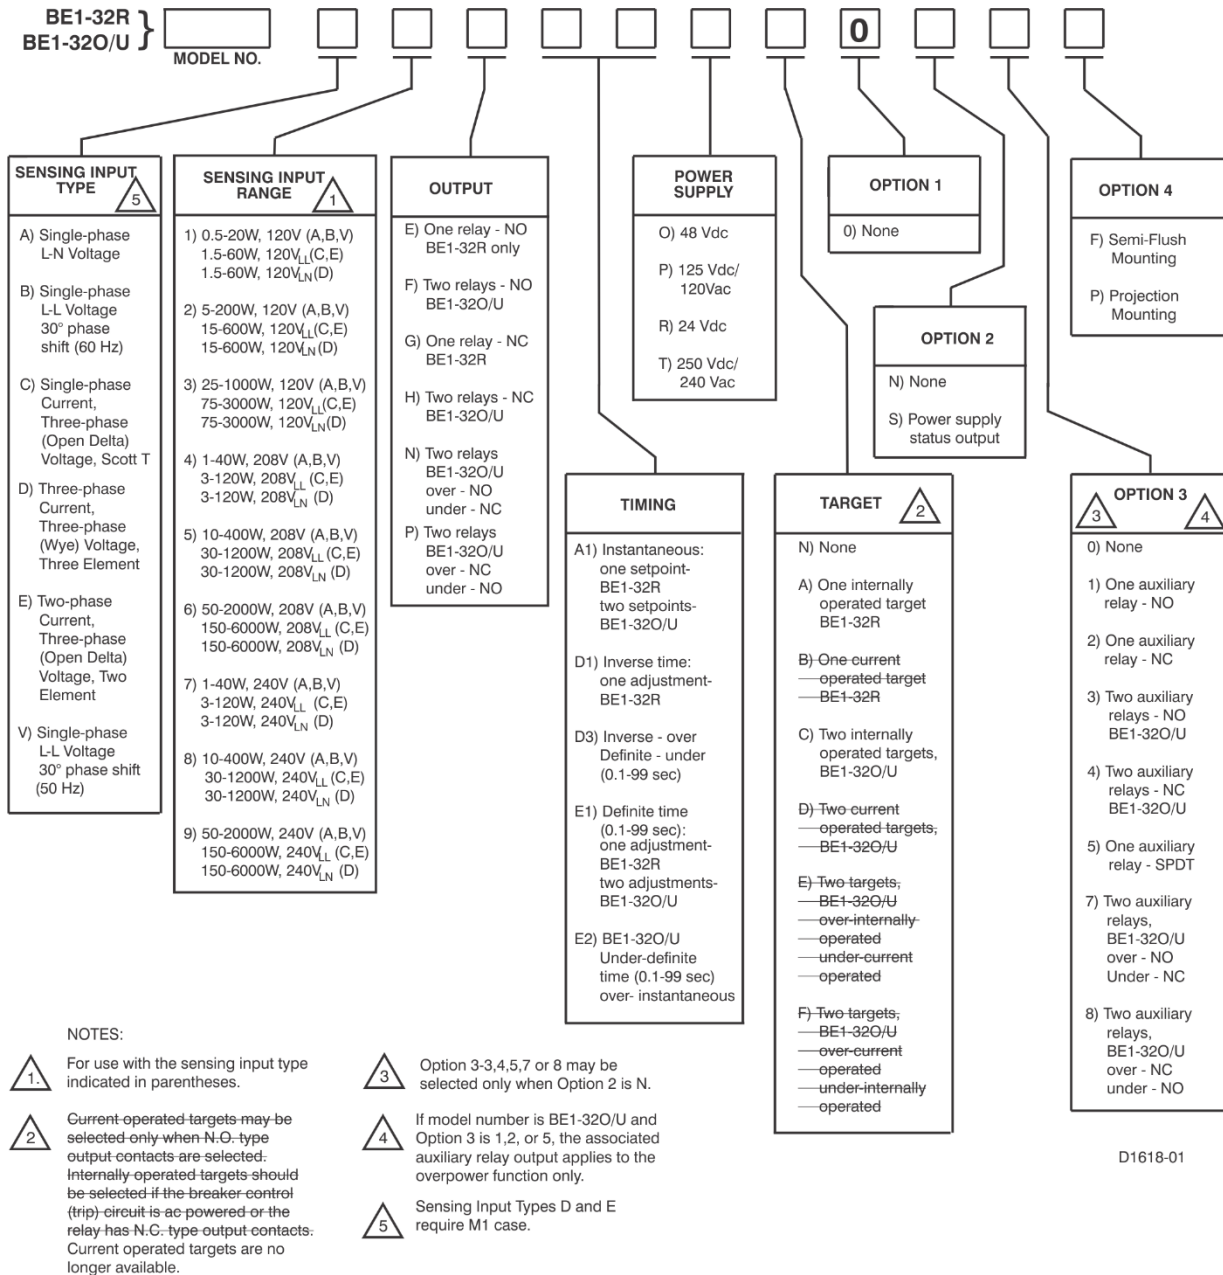 BE1-32R
BE1-32O/U
}
MODEL NO.
0
SENSING INPUT
TYPE
5
A) Single-phase
L-N Voltage
B) Single-phase
L-L Voltage
30° phase
shift (60 Hz)
C) Single-phase
Current,
Three-phase
(Open Delta)
Voltage, Scott T
D) Three-phase
Current,
Three-phase
(Wye) Voltage,
Three Element
E) Two-phase
Current,
Three-phase
(Open Delta)
Voltage, Two
Element
V) Single-phase
L-L Voltage
30° phase shift
(50 Hz)
SENSING INPUT
RANGE
1
1) 0.5-20W, 120V (A,B,V)
1.5-60W, 120VLL(C,E)
1.5-60W, 120VLN(D)
2) 5-200W, 120V (A,B,V)
15-600W, 120VLL(C,E)
15-600W, 120VLN(D)
3) 25-1000W, 120V (A,B,V)
75-3000W, 120VLL(C,E)
75-3000W, 120VLN(D)
4) 1-40W, 208V (A,B,V)
3-120W, 208VLL (C,E)
3-120W, 208VLN (D)
5) 10-400W, 208V (A,B,V)
30-1200W, 208VLL (C,E)
30-1200W, 208VLN (D)
6) 50-2000W, 208V (A,B,V)
150-6000W, 208VLL (C,E)
150-6000W, 208VLN (D)
7) 1-40W, 240V (A,B,V)
3-120W, 240VLL (C,E)
3-120W, 240VLN (D)
8) 10-400W, 240V (A,B,V)
30-1200W, 240VLL (C,E)
30-1200W, 240VLN (D)
9) 50-2000W, 240V (A,B,V)
150-6000W, 240VLL (C,E)
150-6000W, 240VLN (D)
OUTPUT
E) One relay - NO
BE1-32R only
F) Two relays - NO
BE1-32O/U
G) One relay - NC
BE1-32R
H) Two relays - NC
BE1-32O/U
N) Two relays
BE1-32O/U
over - NO
under - NC
P) Two relays
BE1-32O/U
over - NC
under - NO
TIMING
A1) Instantaneous:
one setpoint-
BE1-32R
two setpoints-
BE1-32O/U
D1) Inverse time:
one adjustment-
BE1-32R
D3) Inverse - over
Definite - under
(0.1-99 sec)
E1) Definite time
(0.1-99 sec):
one adjustment-
BE1-32R
two adjustments-
BE1-32O/U
E2) BE1-32O/U
Under-definite
time (0.1-99 sec)
over- instantaneous
POWER
SUPPLY
O) 48 Vdc
P) 125 Vdc/
120Vac
R) 24 Vdc
T) 250 Vdc/
240 Vac
TARGET
2
N) None
A) One internally
operated target
BE1-32R
B) One current
operated target
BE1-32R
C) Two internally
operated targets,
BE1-32O/U
D) Two current
operated targets,
BE1-32O/U
E) Two targets,
BE1-32O/U
over-internally
operated
under-current
operated
F) Two targets,
BE1-32O/U
over-current
operated
under-internally
operated
OPTION 1
0) None
OPTION 2
N) None
S) Power supply
status output
OPTION 3
3
4
0) None
1) One auxiliary
relay - NO
2) One auxiliary
relay - NC
3) Two auxiliary
relays - NO
BE1-32O/U
4) Two auxiliary
relays - NC
BE1-32O/U
5) One auxiliary
relay - SPDT
7) Two auxiliary
relays,
BE1-32O/U
over - NO
Under - NC
8) Two auxiliary
relays,
BE1-32O/U
over - NC
under - NO
OPTION 4
F) Semi-Flush
Mounting
P) Projection
Mounting
NOTES:
1.
For use with the sensing input type
indicated in parentheses.
2
Current operated targets may be
selected only when N.O. type
output contacts are selected.
Internally operated targets should
be selected if the breaker control
(trip) circuit is ac powered or the
relay has N.C. type output contacts.
Current operated targets are no
longer available.
3
Option 3-3,4,5,7 or 8 may be
selected only when Option 2 is N.
4
If model number is BE1-32O/U and
Option 3 is 1,2, or 5, the associated
auxiliary relay output applies to the
overpower function only.
5
Sensing Input Types D and E
require M1 case.
D1618-01